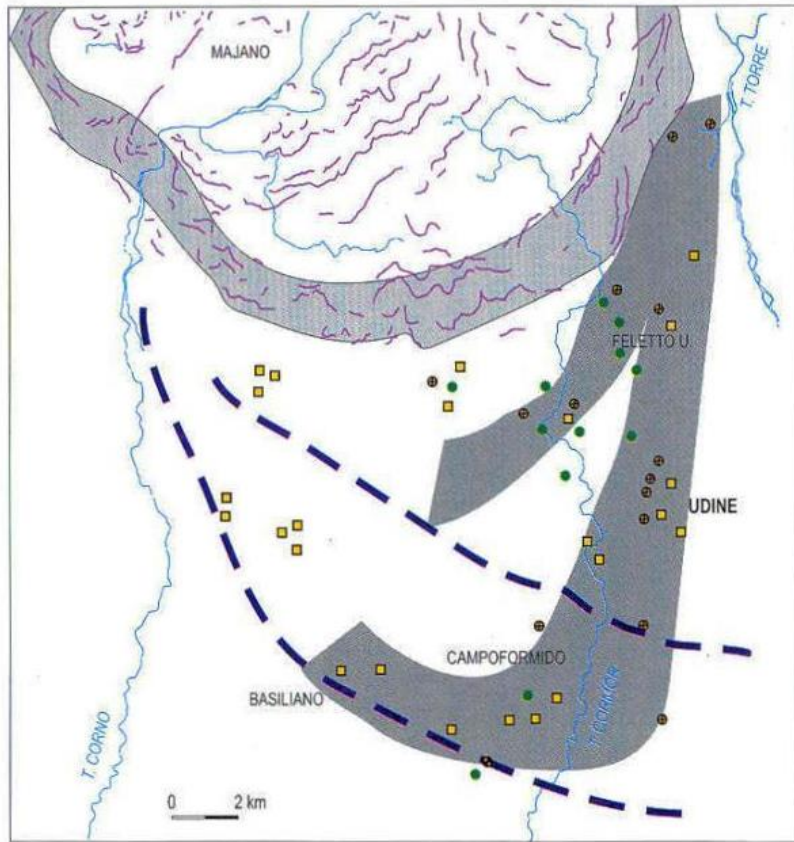 MAJANO
T. TORRE
FELETTO U.
UDINE
CAMPOFORMIDO
BASILIANO
T. CORMOR
T. CORNO
0 2 km